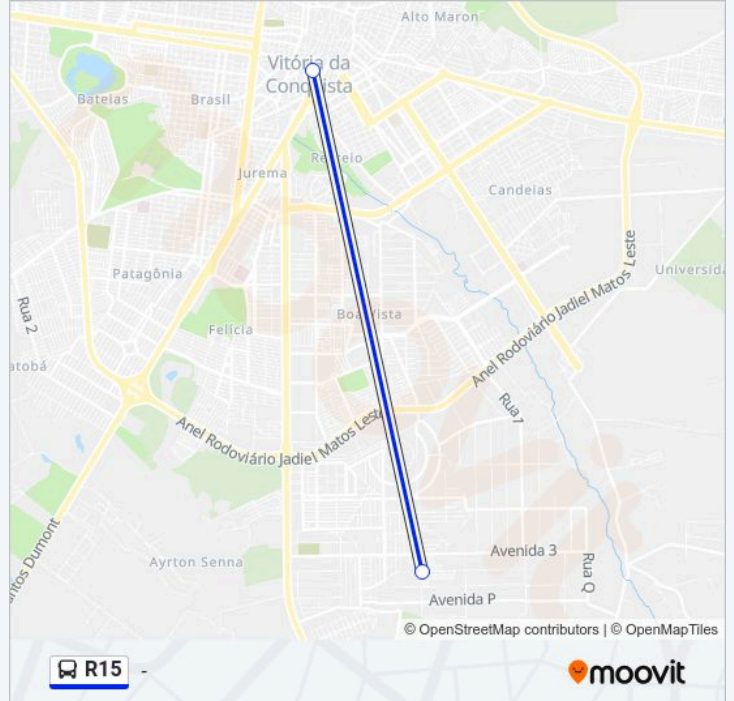 Alto Maron
Vitória da
Conquista
Bateias
Brasil
Recreio
Jurema
Candeias
Patagônia
Universida
Rua 2
Boa Vista
Felícia
Anel Rodoviário Jadiel Matos Leste
atobá
Rua 1
Anel Rodoviário Jadiel Matos Leste
ntos Dumont
Ayrton Senna
Avenida 3
Rua Q
Avenida P
© OpenStreetMap contributors | © OpenMapTiles
R15 -
moovit